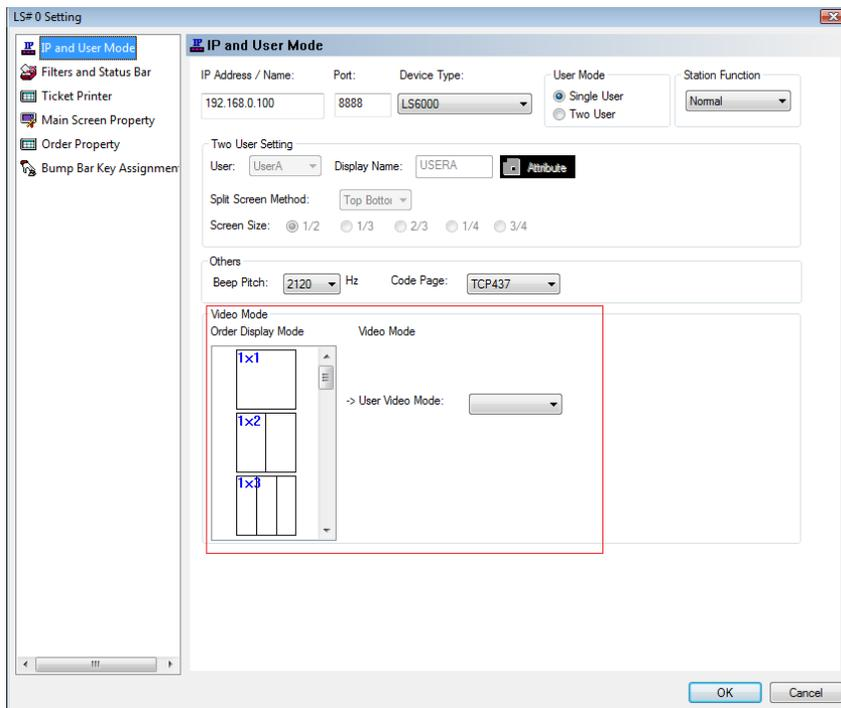 LS# 0 Setting
IP and User Mode
Filters and Status Bar
Ticket Printer
Main Screen Property
Order Property
Bump Bar Key Assignmen
IP and User Mode
IP Address / Name: Port: Device Type:
192.168.0.100 8888 LS6000
User Mode
Single User
Two User
Station Function
Normal
Two User Setting
User: UserA Display Name: USERA Attribute
Split Screen Method: Top Bottor
Screen Size: 1/2 1/3 2/3 1/4 3/4
Others
Beep Pitch: 2120 Hz Code Page: TCP437
Video Mode
Order Display Mode Video Mode
1x1
-> User Video Mode:
1x2
1x3
OK Cancel